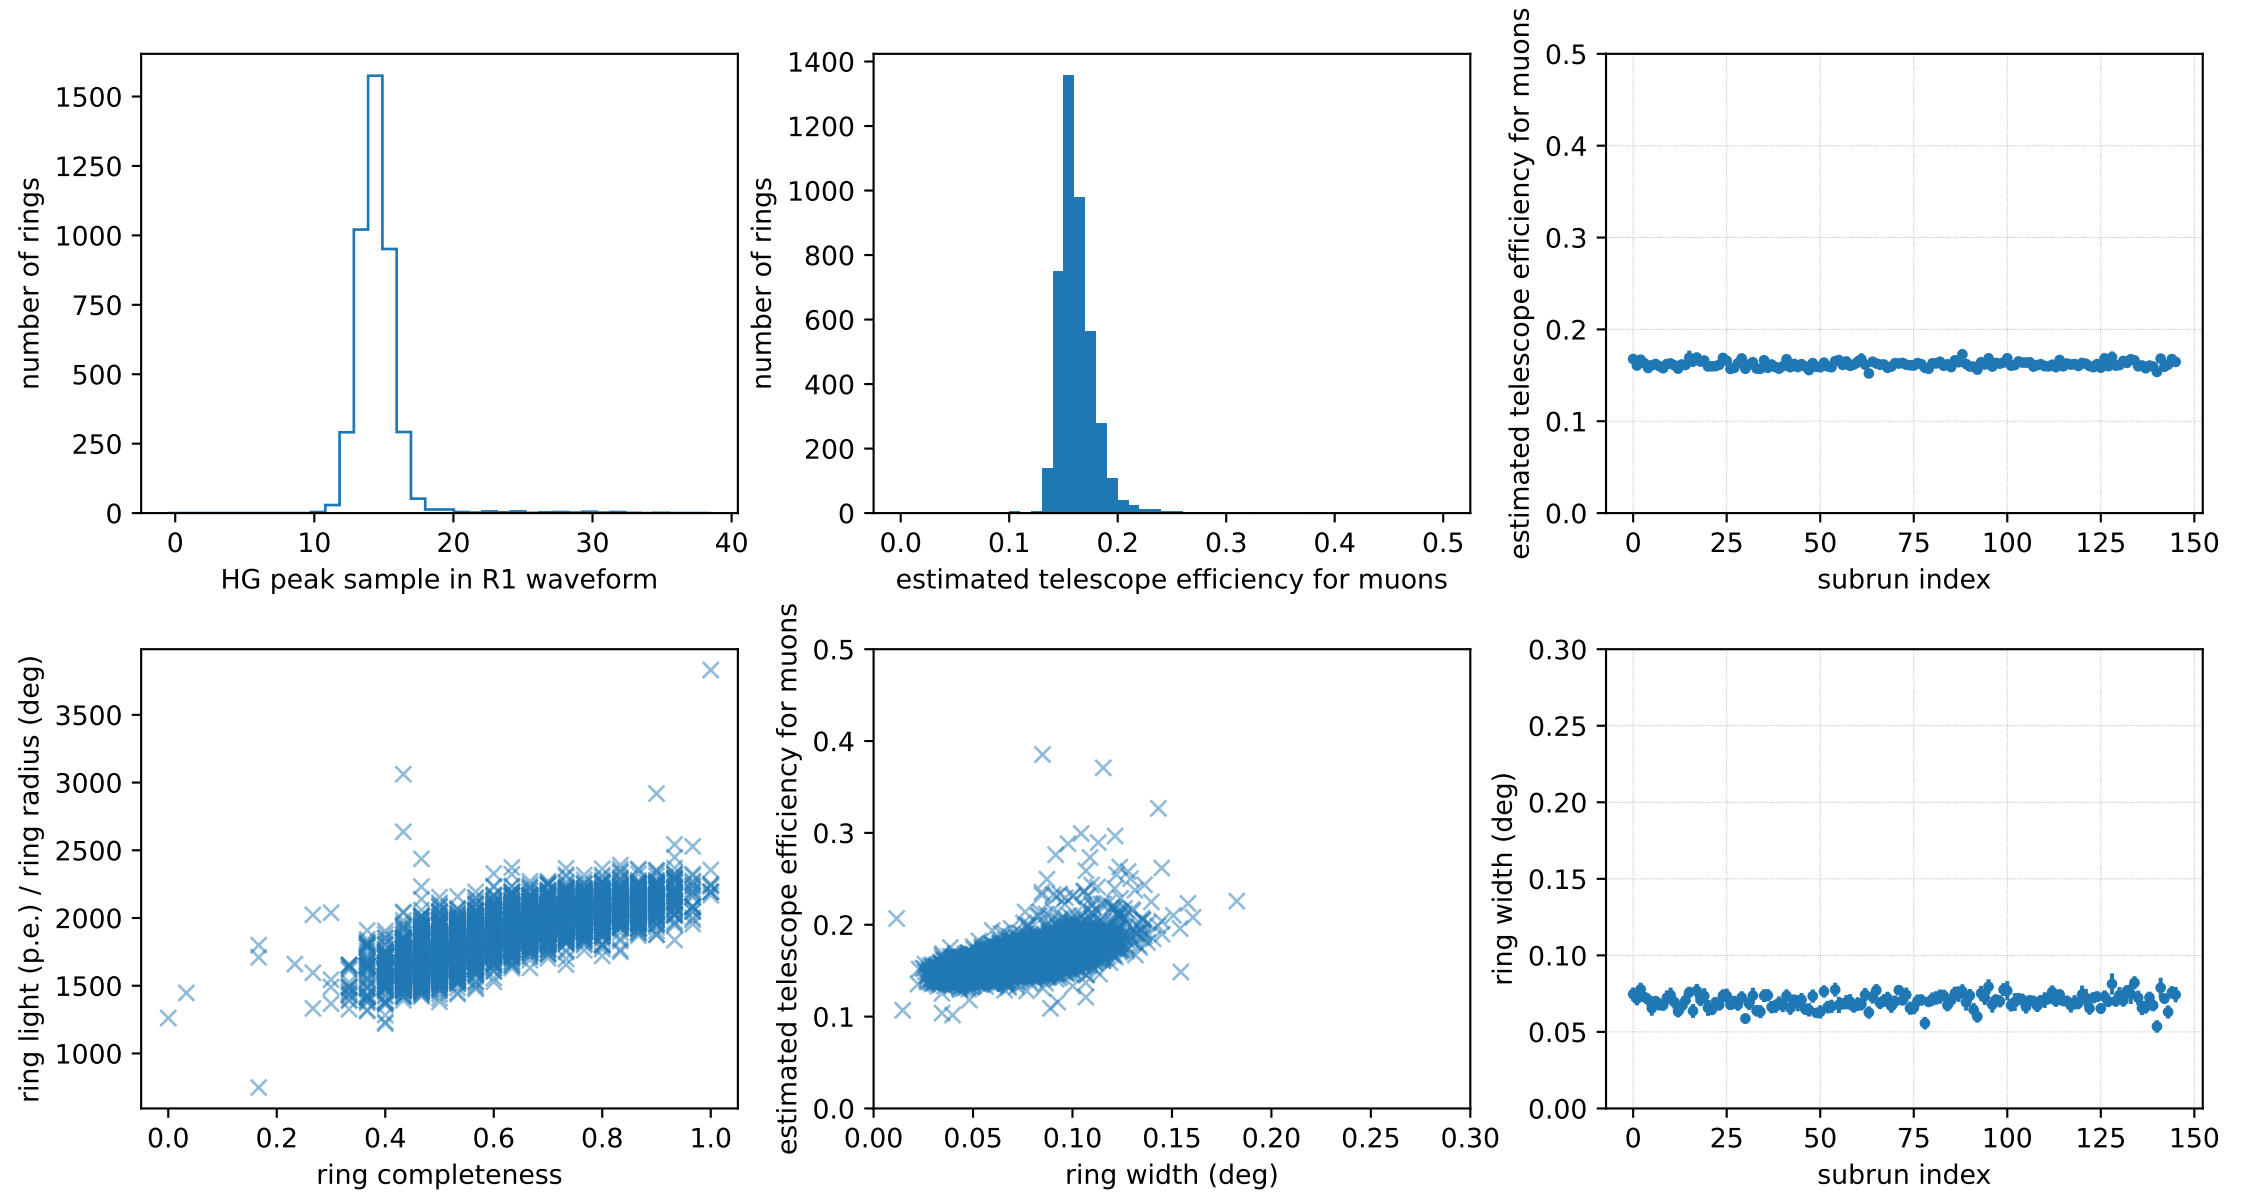 number of rings
1500
1250
1000
750
500
250
0
0 10 20 30 40
HG peak sample in R1 waveform
number of rings
1400
1200
1000
800
600
400
200
0
0.0 0.1 0.2 0.3 0.4 0.5
estimated telescope efficiency for muons
estimated telescope efficiency for muons
0.5
0.4
0.3
0.2
0.1
0.0
0 25 50 75 100 125 150
subrun index
ring light (p.e.) / ring radius (deg)
3500
3000
2500
2000
1500
1000
0.0 0.2 0.4 0.6 0.8 1.0
ring completeness
estimated telescope efficiency for muons
0.5
0.4
0.3
0.2
0.1
0.0
0.00 0.05 0.10 0.15 0.20 0.25 0.30
ring width (deg)
ring width (deg)
0.30
0.25
0.20
0.15
0.10
0.05
0.00
0 25 50 75 100 125 150
subrun index